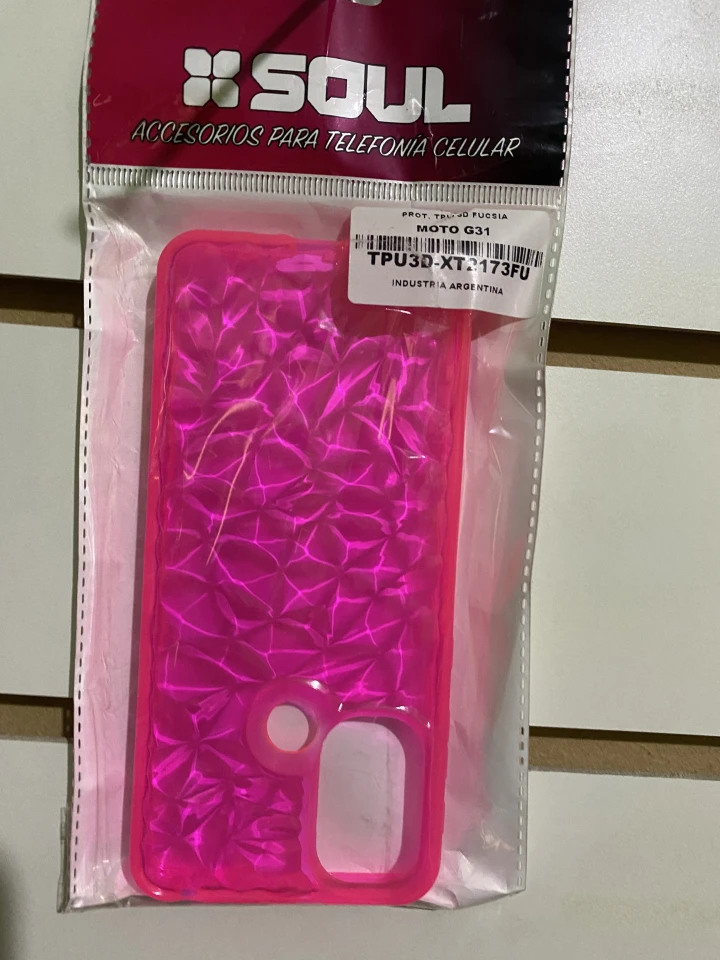 SOUL
ACCESORIOS PARA TELEFONIA CELULAR
PROT. TPU 3D FUCSIA
MOTO G31
TPU3D-XT2173FU
INDUSTRIA ARGENTINA